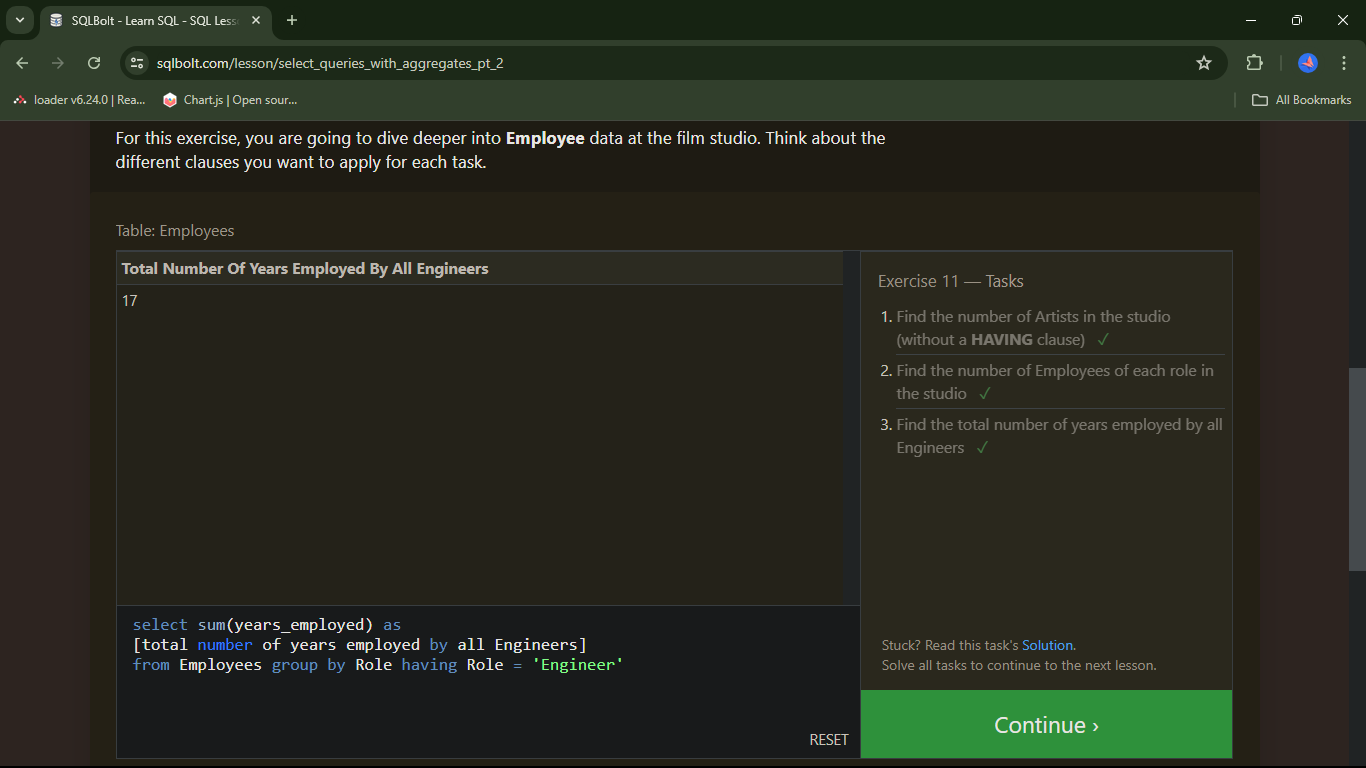 SQLBolt - Learn SQL - SQL Less
sqlbolt.com/lesson/select_queries_with_aggregates_pt_2
loader v6.24.0 | Rea...
Chart.js | Open sour...
All Bookmarks
For this exercise, you are going to dive deeper into Employee data at the film studio. Think about the
different clauses you want to apply for each task.
Table: Employees
Total Number Of Years Employed By All Engineers
17
select sum(years_employed) as
[total number of years employed by all Engineers]
from Employees group by Role having Role = 'Engineer'
RESET
Exercise 11 — Tasks
1. Find the number of Artists in the studio
(without a HAVING clause) ✓
2. Find the number of Employees of each role in
the studio ✓
3. Find the total number of years employed by all
Engineers ✓
Stuck? Read this task's Solution.
Solve all tasks to continue to the next lesson.
Continue ›